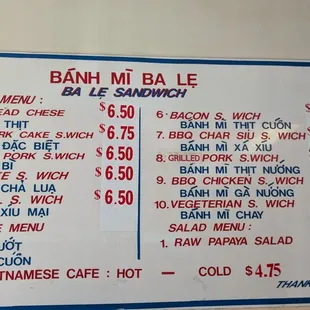 BÁNH MÌ BA LẸ
BA LẸ SANDWICH
MENU :
EAD CHESE $6.50
THỊT
RK CAKE S.WICH $6.75
ĐẶC BIỆT
PORK S.WICH $6.50
BÌ
E S. WICH $6.50
CHẢ LỤA
L S. WICH $6.50
XIU MẠI
E MENU :
ƯỚT
CUỐN
6. BACON S. WICH
BÁNH MÌ THỊT CUỐN
7. BBQ CHAR SIU S. WICH
BÁNH MÌ XÁ XÍU
8. GRILLED PORK S.WICH
BÁNH MÌ THỊT NƯỚNG
9. BBQ CHICKEN S. WICH
BÁNH MÌ GÀ NƯỚNG
10. VEGETERIAN S. WICH
BÁNH MÌ CHAY
SALAD MENU :
1. RAW PAPAYA SALAD
TNAMESE CAFE : HOT — COLD $4.75
THANK